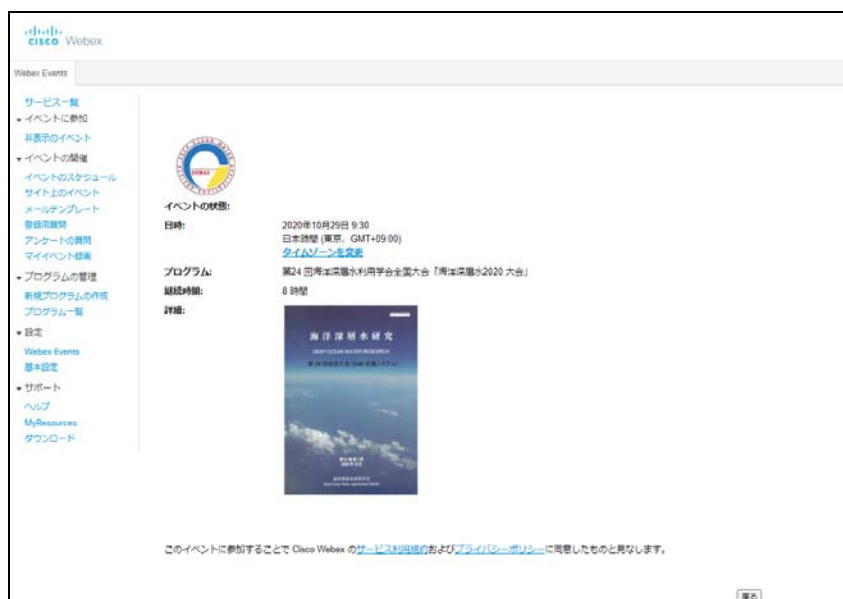 cisco Webex
Webex Events
サービス一覧
イベントに参加
非表示のイベント
イベントの開催
イベントのスケジュール
サイト上のイベント
メールテンプレート
登録用質問
アンケートの質問
マイイベント録画
プログラムの管理
新規プログラムの作成
プログラム一覧
設定
Webex Events
基本設定
サポート
ヘルプ
MyResources
ダウンロード
イベントの状態:
日時:
2020年10月29日 9:30
日本時間 (東京、GMT+09:00)
タイムゾーンを変更
プログラム:
第24 回海洋深層水利用学会全国大会「海洋深層水2020 大会」
継続時間:
8 時間
詳細:
海洋深層水研究
DEEP OCEAN WATER RESEARCH
このイベントに参加することで Cisco Webex のサービス利用規約およびプライバシーポリシーに同意したものと見なします。
戻る